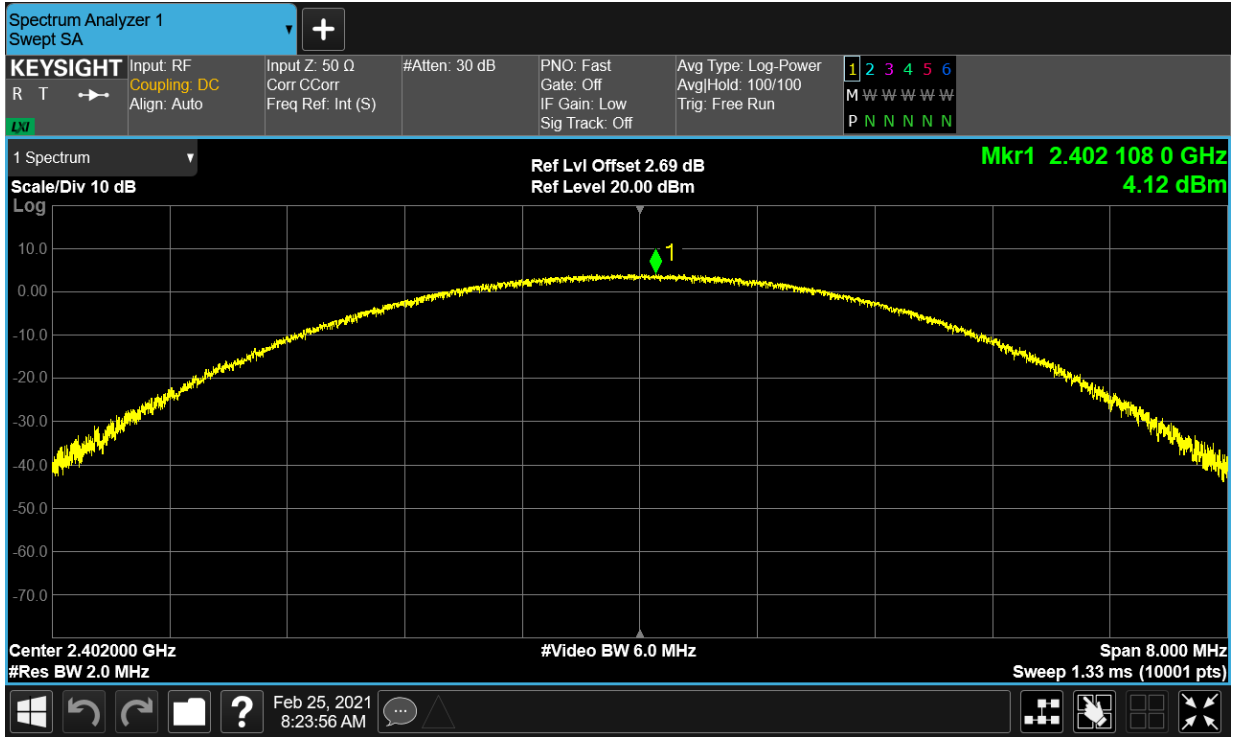 Spectrum Analyzer 1
Swept SA
KEYSIGHT
R T
LXI
Input: RF
Coupling: DC
Align: Auto
Input Z: 50 Ω
Corr CCorr
Freq Ref: Int (S)
#Atten: 30 dB
PNO: Fast
Gate: Off
IF Gain: Low
Sig Track: Off
Avg Type: Log-Power
Avg|Hold: 100/100
Trig: Free Run
1 2 3 4 5 6
M W W W W W
P N N N N N N
1 Spectrum
Scale/Div 10 dB
Log
Ref Lvl Offset 2.69 dB
Ref Level 20.00 dBm
Mkr1 2.402 108 0 GHz
4.12 dBm
1
10.0
0.00
-10.0
-20.0
-30.0
-40.0
-50.0
-60.0
-70.0
Center 2.402000 GHz
#Res BW 2.0 MHz
#Video BW 6.0 MHz
Span 8.000 MHz
Sweep 1.33 ms (10001 pts)
?
Feb 25, 2021
8:23:56 AM